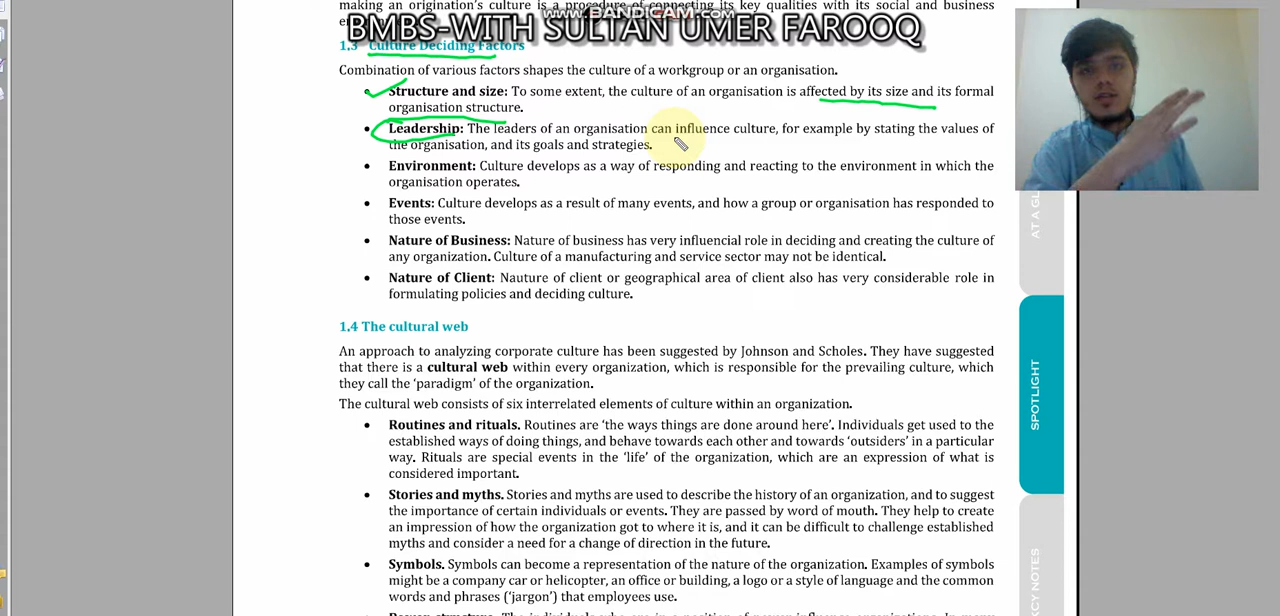 making an origination's culture is a procedure of connecting its key qualities with its social and business
www.BANDICAM.com
BMBS-WITH SULTAN UMER FAROOQ
1.3 Culture Deciding Factors
Combination of various factors shapes the culture of a workgroup or an organisation.
• Structure and size: To some extent, the culture of an organisation is affected by its size and its formal
organisation structure.
• Leadership: The leaders of an organisation can influence culture, for example by stating the values of
the organisation, and its goals and strategies.
• Environment: Culture develops as a way of responding and reacting to the environment in which the
organisation operates.
• Events: Culture develops as a result of many events, and how a group or organisation has responded to
those events.
• Nature of Business: Nature of business has very influencial role in deciding and creating the culture of
any organization. Culture of a manufacturing and service sector may not be identical.
• Nature of Client: Nauture of client or geographical area of client also has very considerable role in
formulating policies and deciding culture.
1.4 The cultural web
An approach to analyzing corporate culture has been suggested by Johnson and Scholes. They have suggested
that there is a cultural web within every organization, which is responsible for the prevailing culture, which
they call the 'paradigm' of the organization.
The cultural web consists of six interrelated elements of culture within an organization.
• Routines and rituals. Routines are 'the ways things are done around here'. Individuals get used to the
established ways of doing things, and behave towards each other and towards 'outsiders' in a particular
way. Rituals are special events in the 'life' of the organization, which are an expression of what is
considered important.
• Stories and myths. Stories and myths are used to describe the history of an organization, and to suggest
the importance of certain individuals or events. They are passed by word of mouth. They help to create
an impression of how the organization got to where it is, and it can be difficult to challenge established
myths and consider a need for a change of direction in the future.
• Symbols. Symbols can become a representation of the nature of the organization. Examples of symbols
might be a company car or helicopter, an office or building, a logo or a style of language and the common
words and phrases ('jargon') that employees use.
AT A GL
SPOTLIGHT
CY NOTES